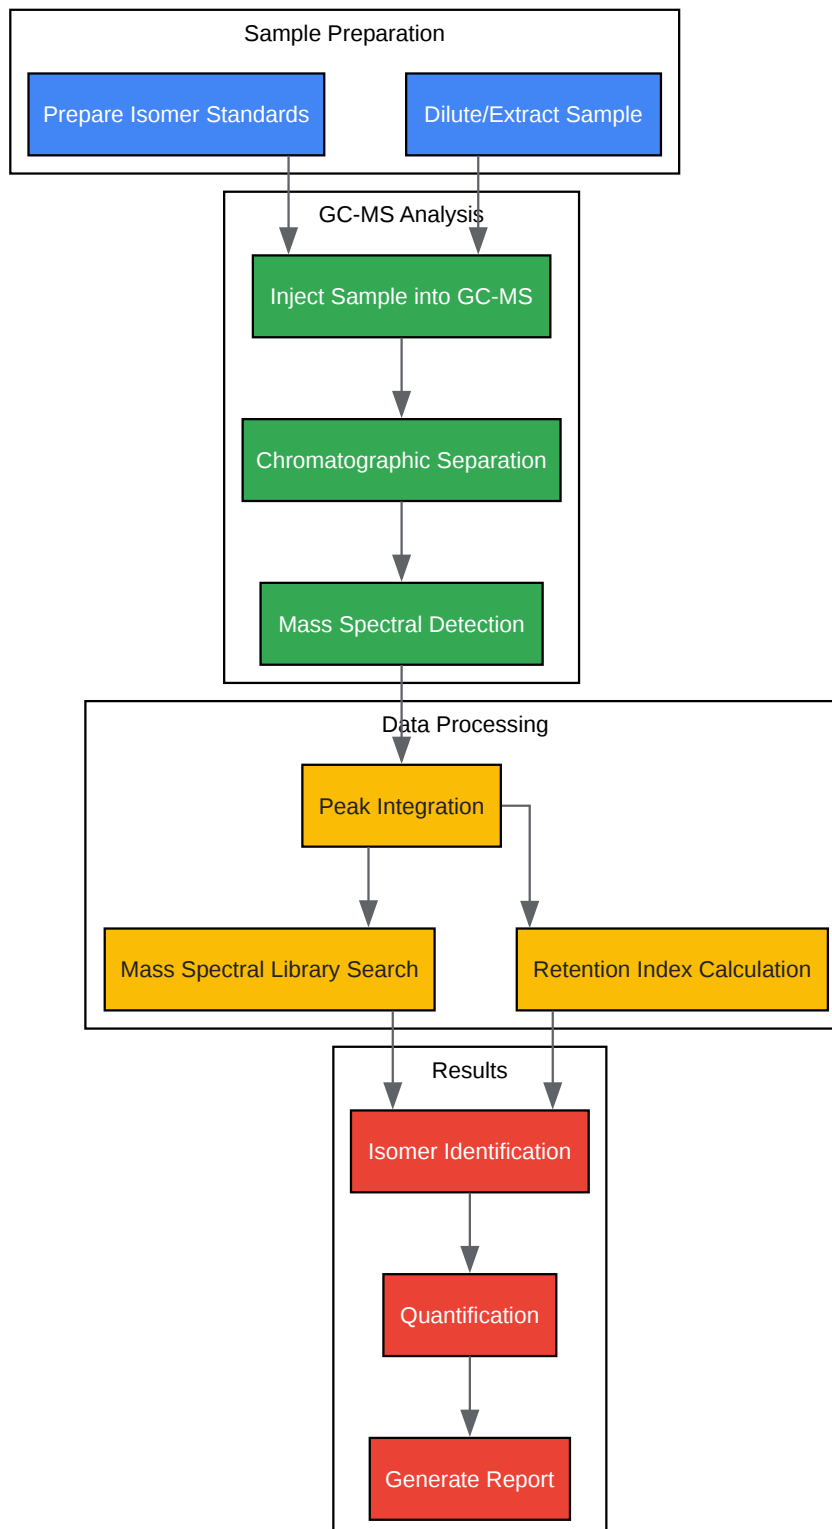 Sample Preparation
Prepare Isomer Standards
Dilute/Extract Sample
GC-MS Analysis
Inject Sample into GC-MS
Chromatographic Separation
Mass Spectral Detection
Data Processing
Peak Integration
Mass Spectral Library Search
Retention Index Calculation
Results
Isomer Identification
Quantification
Generate Report